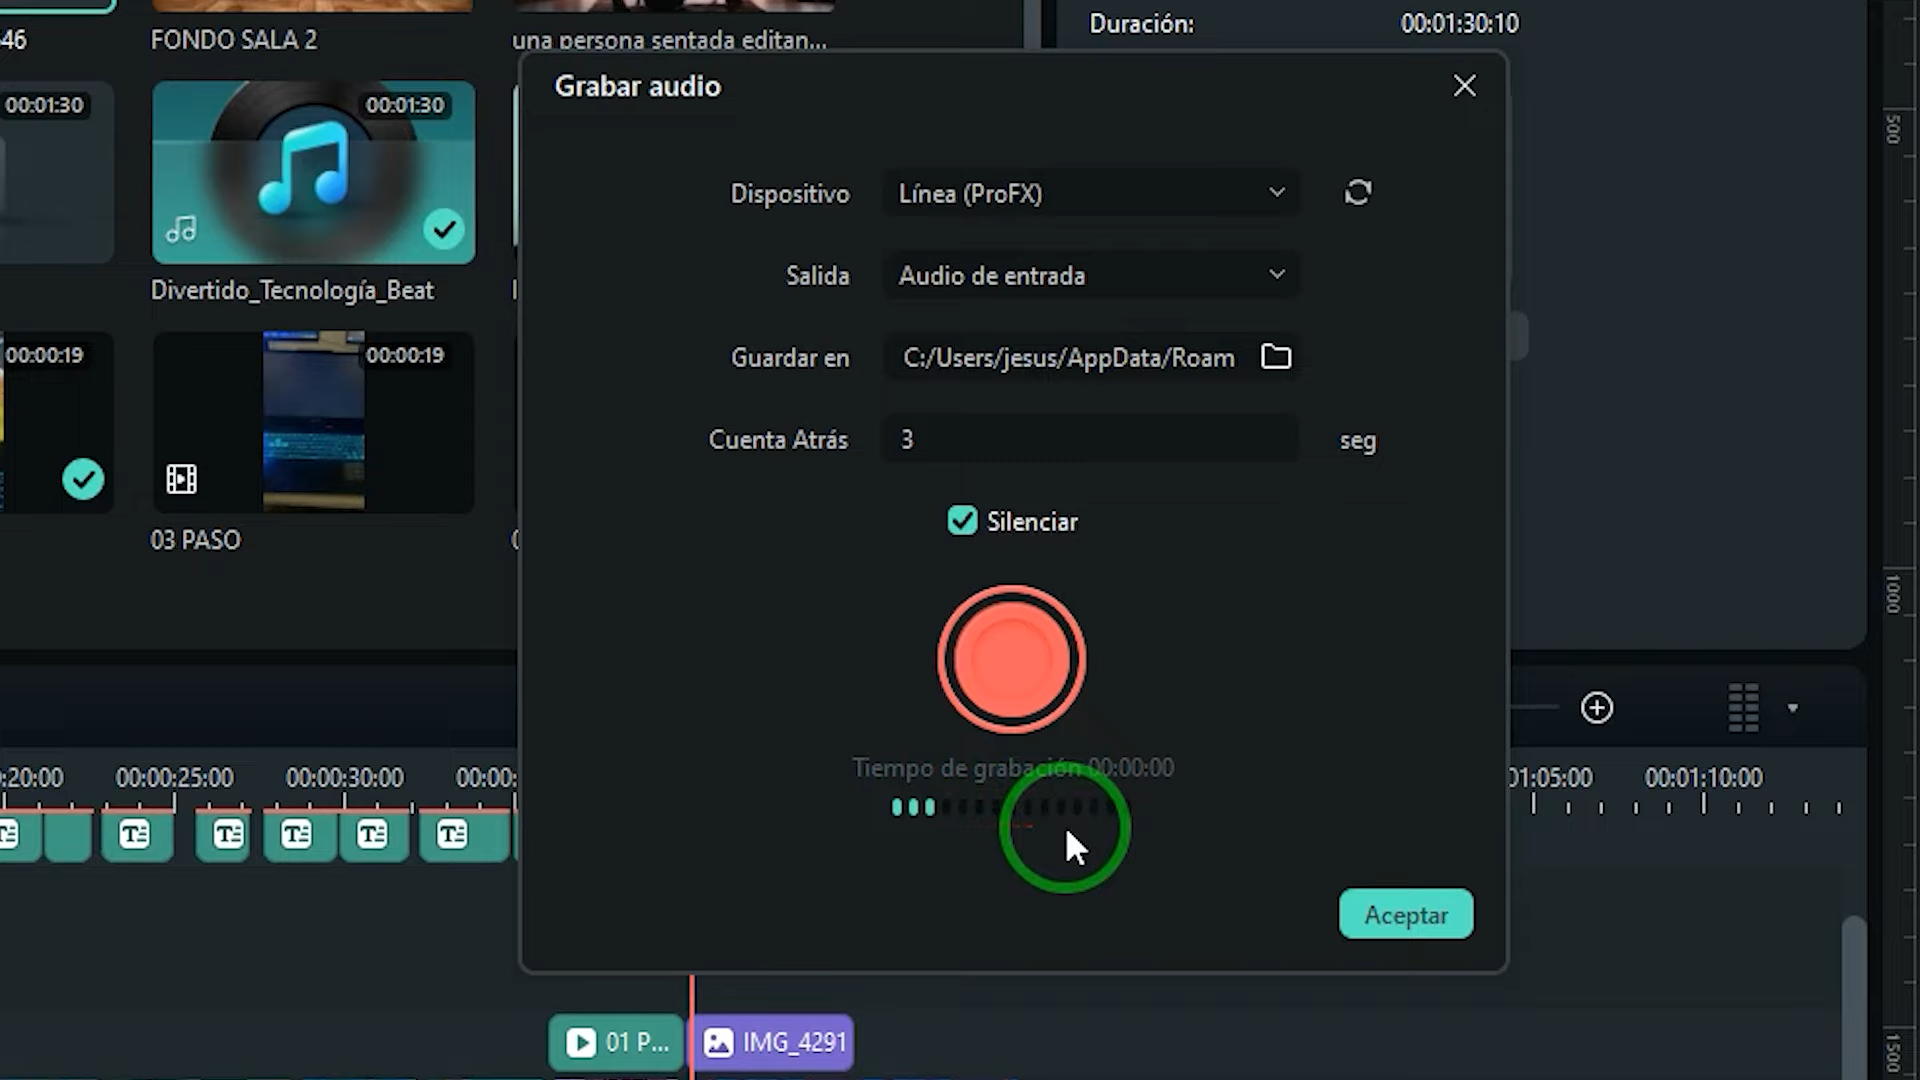 46
FONDO SALA 2
una persona sentada editan...
Duración:
00:01:30:10
Grabar audio
00:01:30
00:01:30
Divertido_Tecnología_Beat
00:00:19
00:00:19
03 PASO
Dispositivo
Línea (ProFX)
Salida
Audio de entrada
Guardar en
C:/Users/jesus/AppData/Roam
Cuenta Atrás
3
seg
Silenciar
Tiempo de grabación 00:00:00
Aceptar
:20:00
00:00:25:00
00:00:30:00
00:00:
01:05:00
00:01:10:00
01 P...
IMG_4291
500
1000
1500